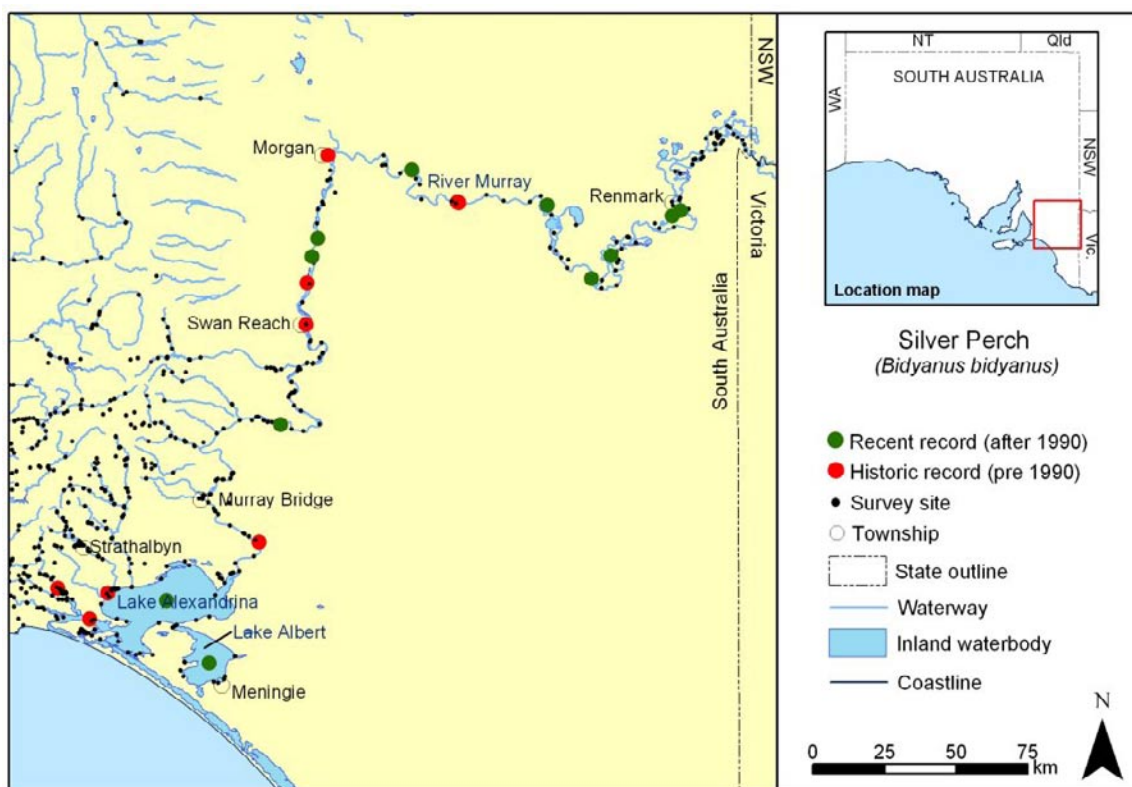 NSW
Morgan
River Murray
Renmark
Victoria
South Australia
Swan Reach
Murray Bridge
Strathalbyn
Lake Alexandrina
Lake Albert
Meningie
NT
Qld
SOUTH AUSTRALIA
WA
NSW
Vic.
Location map
Silver Perch
(Bidyanus bidyanus)
Recent record (after 1990)
Historic record (pre 1990)
Survey site
Township
State outline
Waterway
Inland waterbody
Coastline
N
0 25 50 75
km